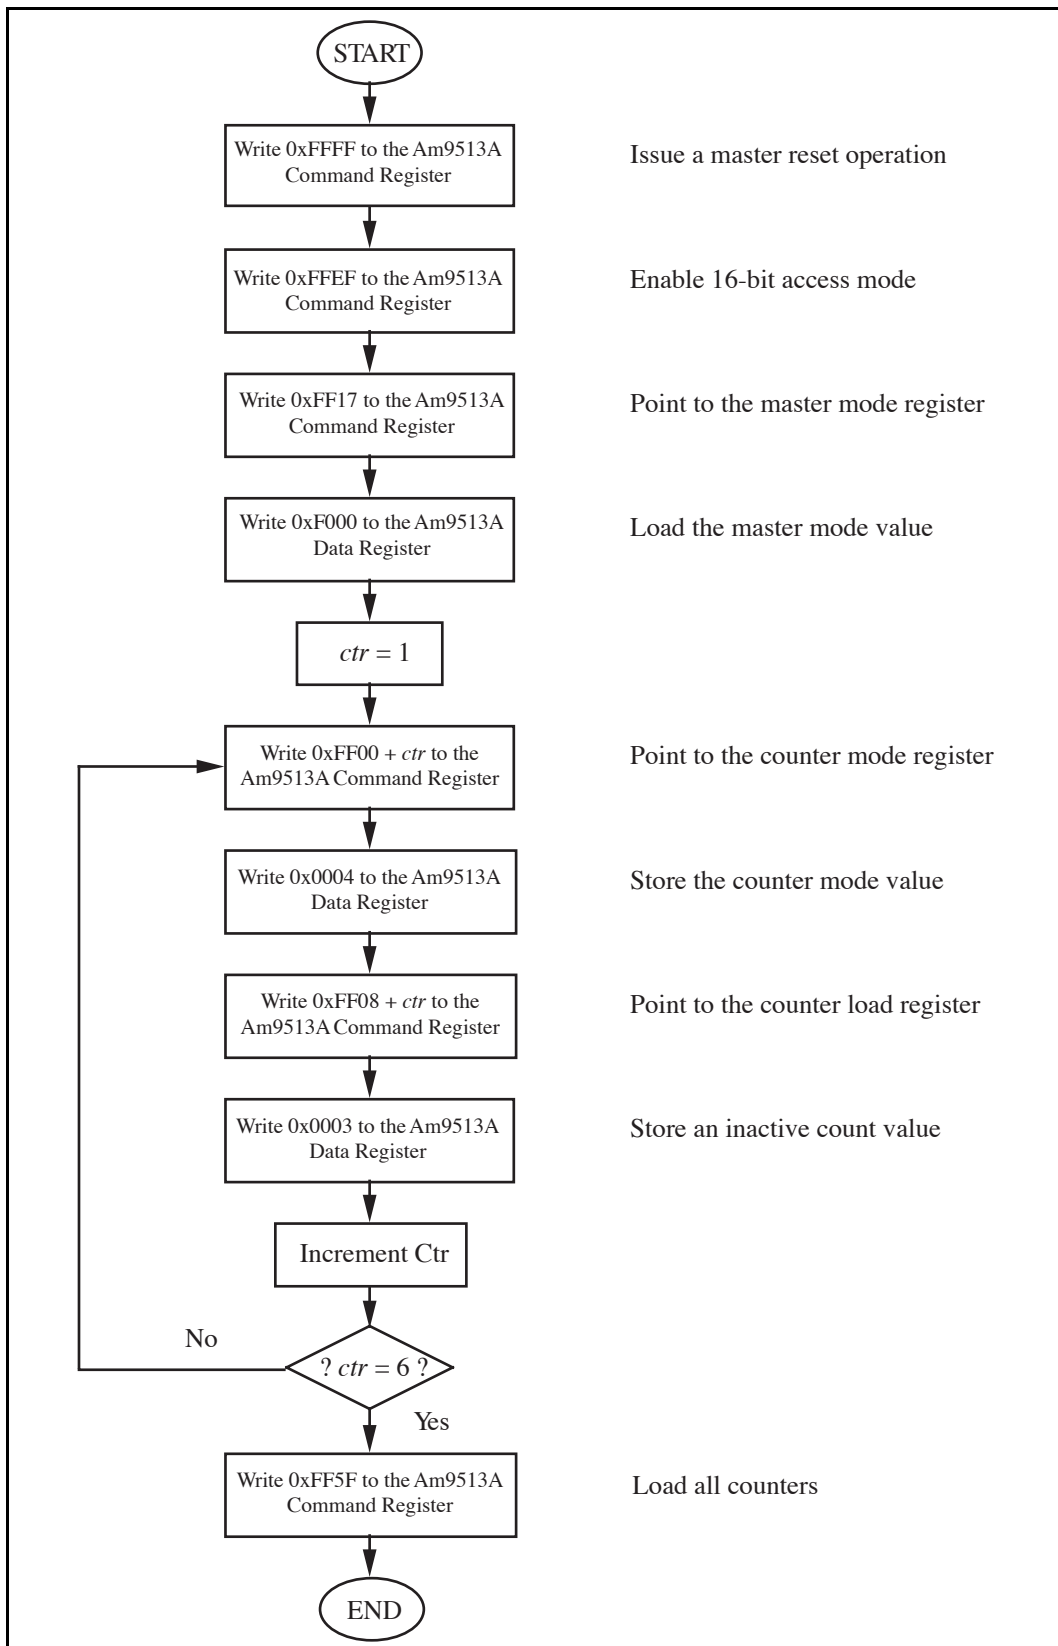 START
Write 0xFFFF to the Am9513A
Command Register
Issue a master reset operation
Write 0xFFEF to the Am9513A
Command Register
Enable 16-bit access mode
Write 0xFF17 to the Am9513A
Command Register
Point to the master mode register
Write 0xF000 to the Am9513A
Data Register
Load the master mode value
ctr = 1
Write 0xFF00 + ctr to the
Am9513A Command Register
Point to the counter mode register
Write 0x0004 to the Am9513A
Data Register
Store the counter mode value
Write 0xFF08 + ctr to the
Am9513A Command Register
Point to the counter load register
Write 0x0003 to the Am9513A
Data Register
Store an inactive count value
Increment Ctr
No
? ctr = 6 ?
Yes
Write 0xFF5F to the Am9513A
Command Register
Load all counters
END